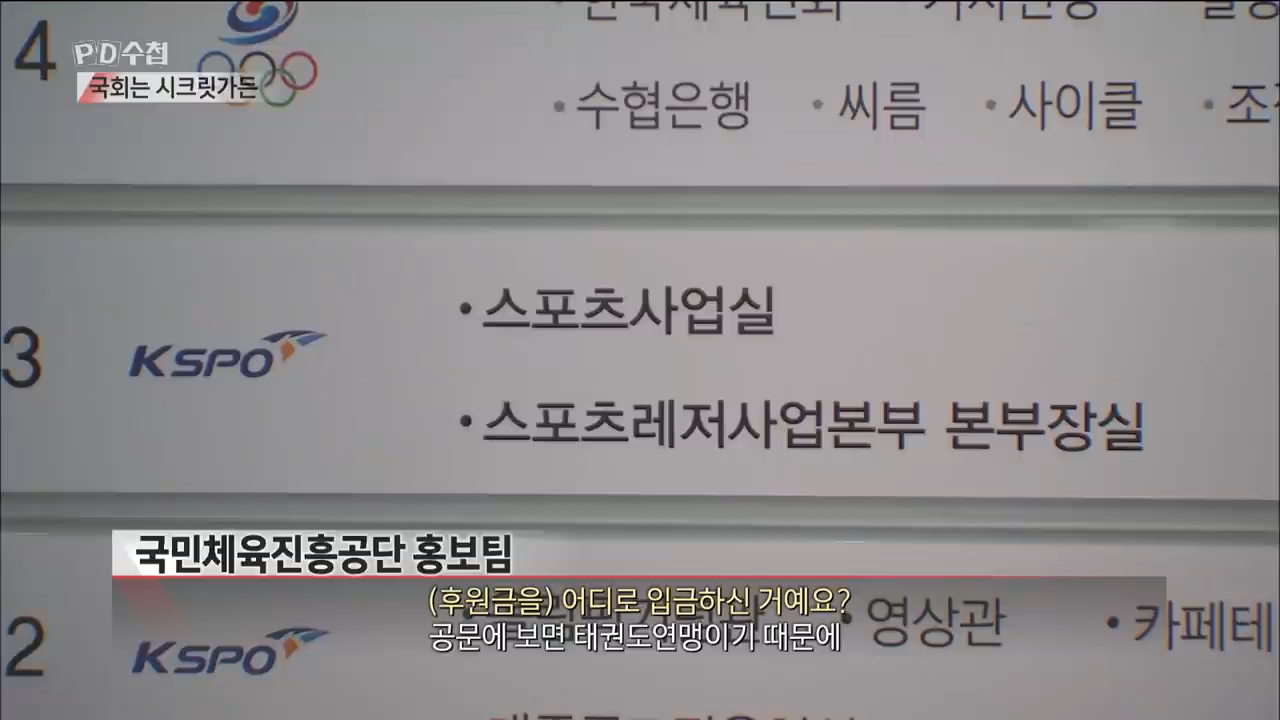 4
PD수첩
국회는 시크릿가든
수협은행 • 씨름 • 사이클
3 KSPO
• 스포츠사업실
• 스포츠레저사업본부 본부장실
국민체육진흥공단 홍보팀
(후원금을) 어디로 입금하신 거예요?
공문에 보면 태권도연맹이기 때문에
2 KSPO
영상관 • 카페테